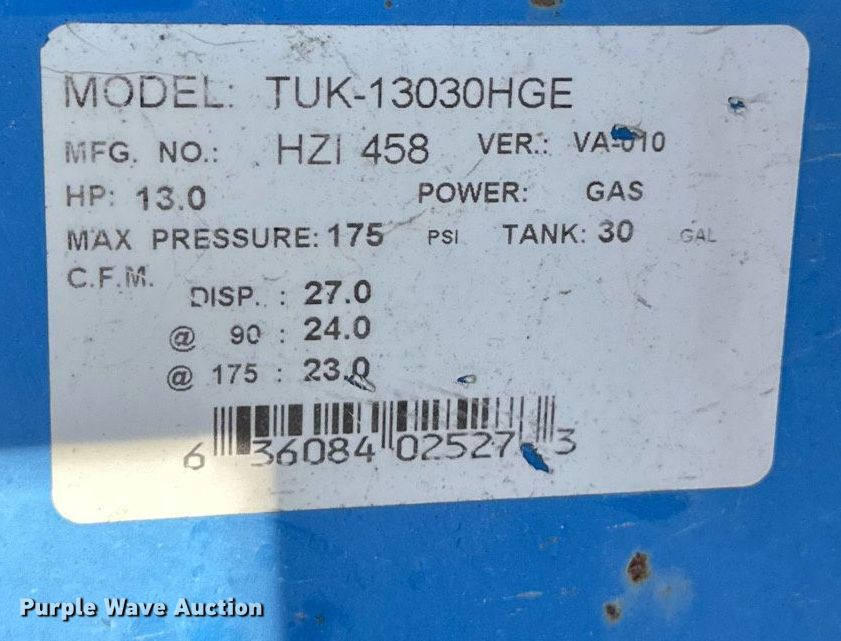 MODEL: TUK-13030HGE
MFG. NO.: HZI 458 VER.: VA-010
HP: 13.0 POWER: GAS
MAX PRESSURE: 175 PSI TANK: 30 GAL
C.F.M.
DISP. : 27.0
@ 90 : 24.0
@ 175 : 23.0
6 36084 02527 3
Purple Wave Auction